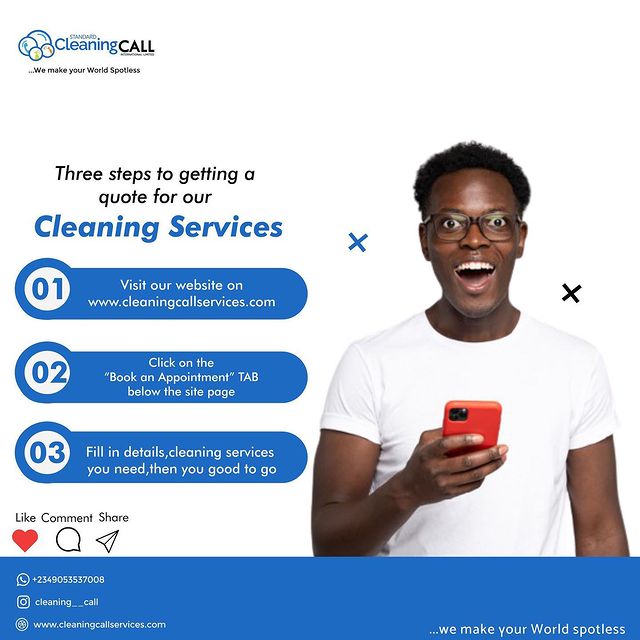 STANDARD
CleaningCALL
INTERNATIONAL LIMITED
...We make your World Spotless
Three steps to getting a
quote for our
Cleaning Services
01
Visit our website on
www.cleaningcallservices.com
02
Click on the
“Book an Appointment” TAB
below the site page
03
Fill in details,cleaning services
you need,then you good to go
Like Comment Share
+2349053537008
cleaning__call
www.cleaningcallservices.com
...we make your World spotless